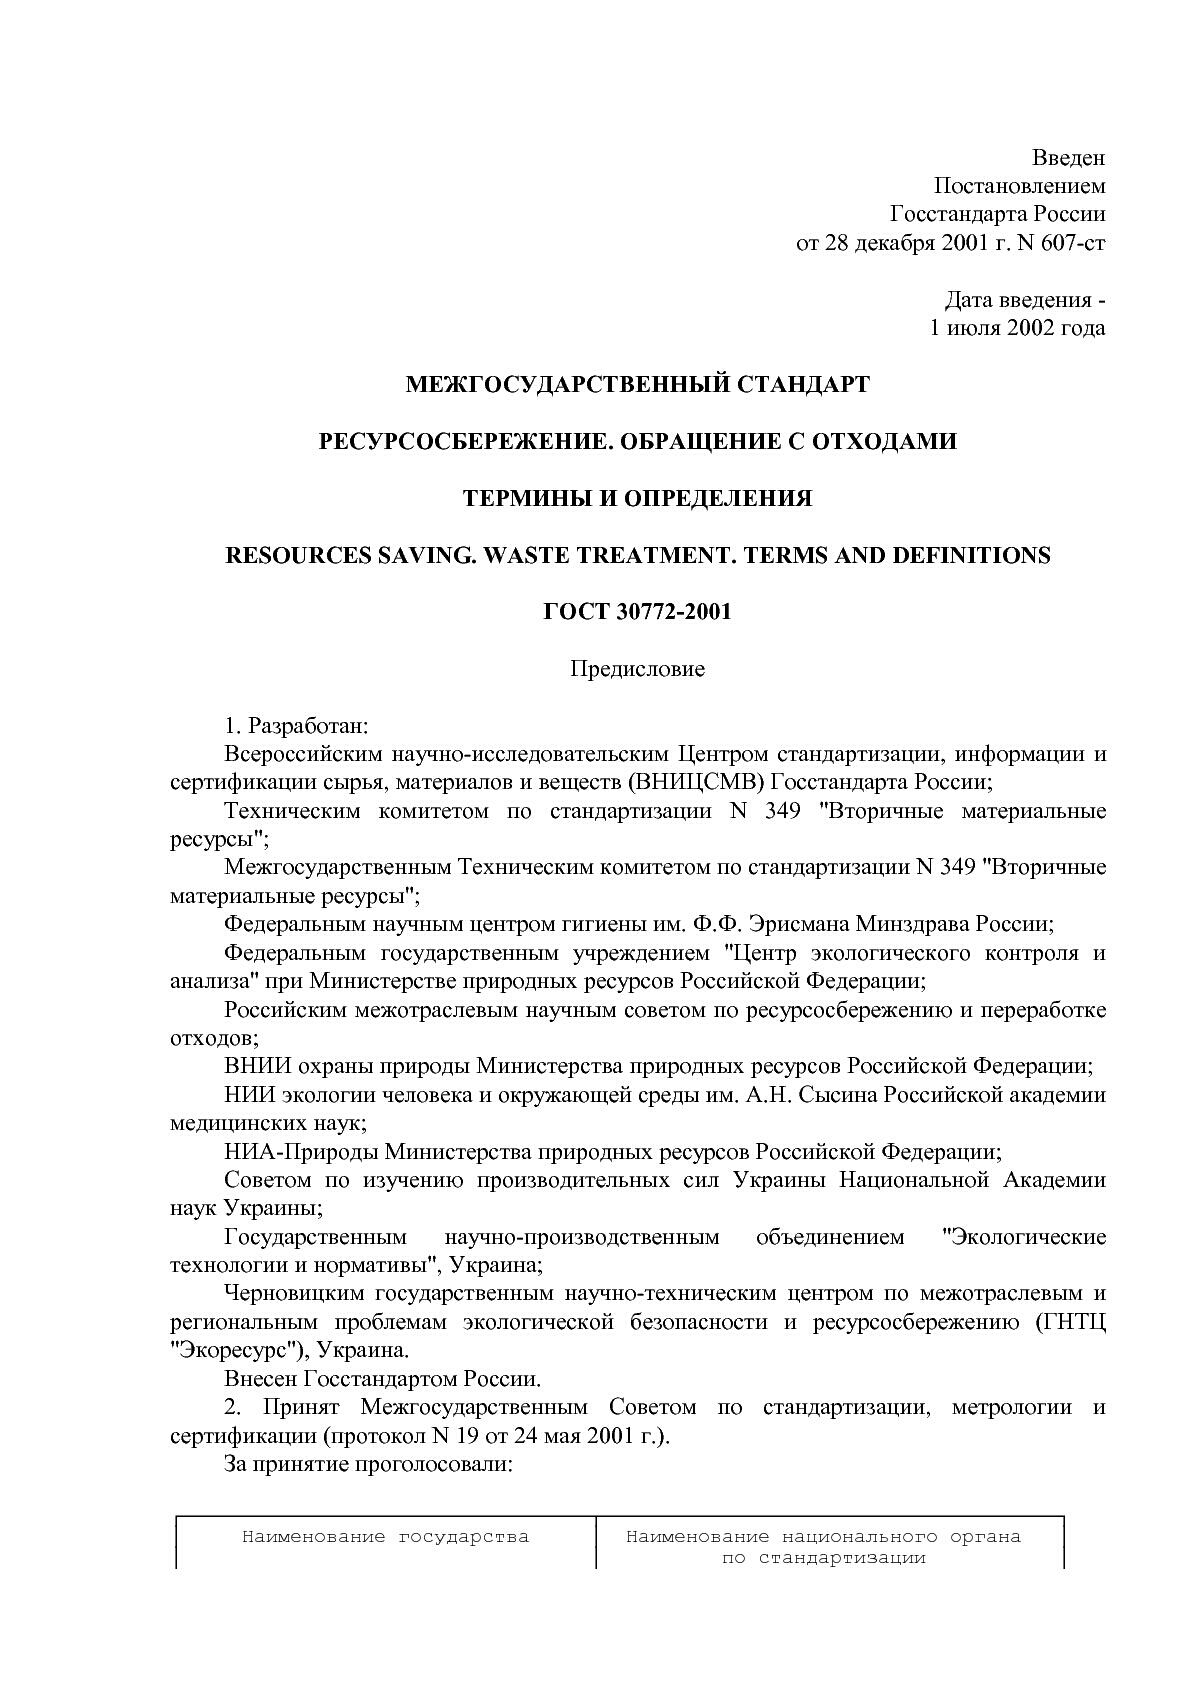 Введен
Постановлением
Госстандарта России
от 28 декабря 2001 г. N 607-ст
Дата введения -
1 июля 2002 года
МЕЖГОСУДАРСТВЕННЫЙ СТАНДАРТ
РЕСУРСОСБЕРЕЖЕНИЕ. ОБРАЩЕНИЕ С ОТХОДАМИ
ТЕРМИНЫ И ОПРЕДЕЛЕНИЯ
RESOURCES SAVING. WASTE TREATMENT. TERMS AND DEFINITIONS
ГОСТ 30772-2001
Предисловие
1. Разработан:
Всероссийским научно-исследовательским Центром стандартизации, информации и
сертификации сырья, материалов и веществ (ВНИЦСМВ) Госстандарта России;
Техническим комитетом по стандартизации N 349 "Вторичные материальные
ресурсы";
Межгосударственным Техническим комитетом по стандартизации N 349 "Вторичные
материальные ресурсы";
Федеральным научным центром гигиены им. Ф.Ф. Эрисмана Минздрава России;
Федеральным государственным учреждением "Центр экологического контроля и
анализа" при Министерстве природных ресурсов Российской Федерации;
Российским межотраслевым научным советом по ресурсосбережению и переработке
отходов;
ВНИИ охраны природы Министерства природных ресурсов Российской Федерации;
НИИ экологии человека и окружающей среды им. А.Н. Сысина Российской академии
медицинских наук;
НИА-Природы Министерства природных ресурсов Российской Федерации;
Советом по изучению производительных сил Украины Национальной Академии
наук Украины;
Государственным научно-производственным объединением "Экологические
технологии и нормативы", Украина;
Черновицким государственным научно-техническим центром по межотраслевым и
региональным проблемам экологической безопасности и ресурсосбережению (ГНТЦ
"Экоресурс"), Украина.
Внесен Госстандартом России.
2. Принят Межгосударственным Советом по стандартизации, метрологии и
сертификации (протокол N 19 от 24 мая 2001 г.).
За принятие проголосовали:
Наименование государства
Наименование национального органа
по стандартизации